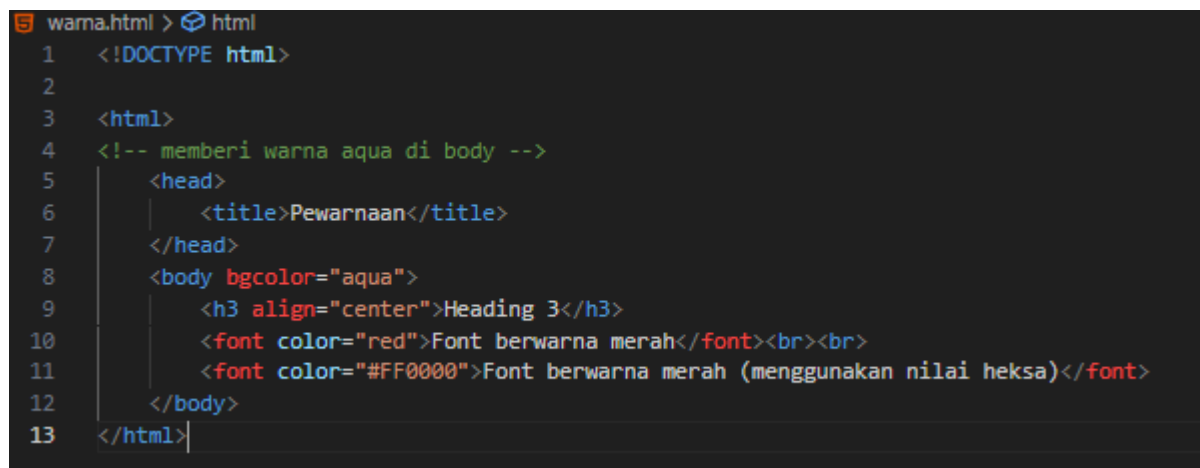 warna.html > html
1 <!DOCTYPE html>
2
3 <html>
4 <!-- memberi warna aqua di body -->
5     <head>
6         <title>Pewarnaan</title>
7     </head>
8     <body bgcolor="aqua">
9         <h3 align="center">Heading 3</h3>
10         <font color="red">Font berwarna merah</font><br><br>
11         <font color="#FF0000">Font berwarna merah (menggunakan nilai heksa)</font>
12     </body>
13 </html>